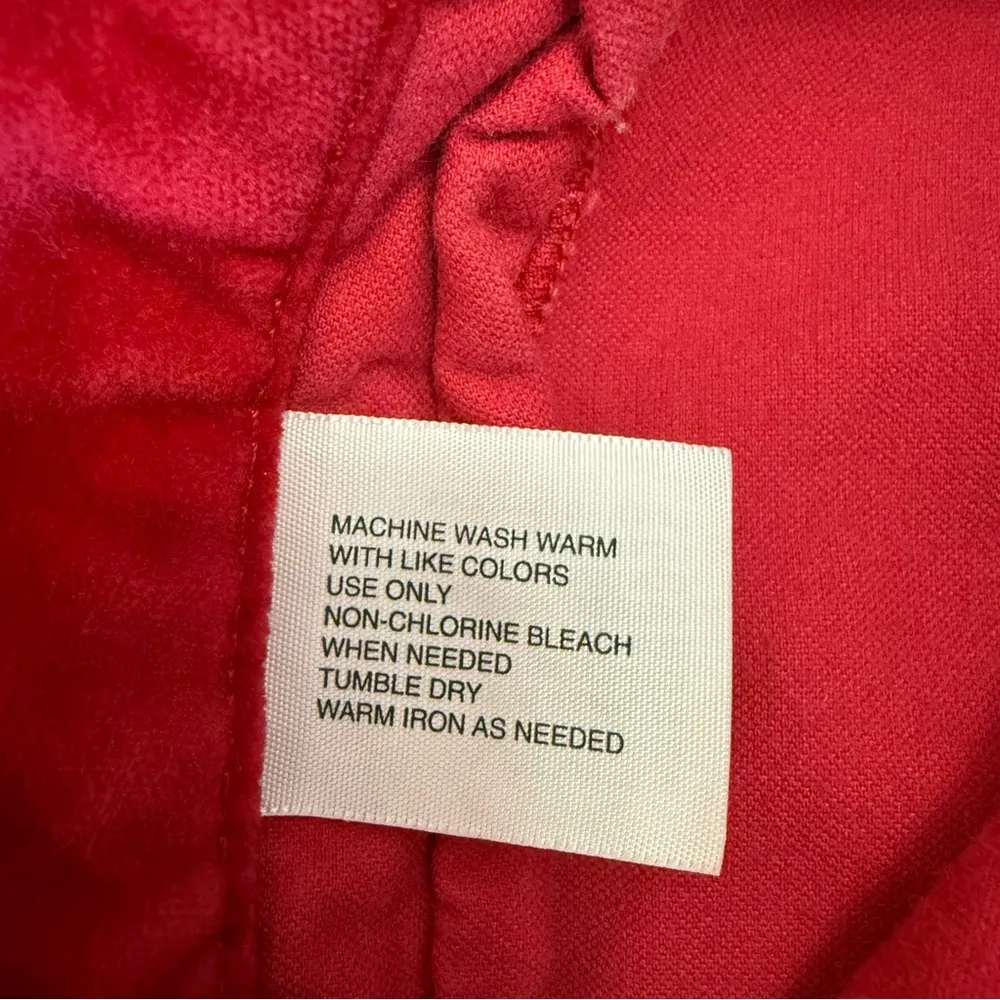 MACHINE WASH WARM
WITH LIKE COLORS
USE ONLY
NON-CHLORINE BLEACH
WHEN NEEDED
TUMBLE DRY
WARM IRON AS NEEDED